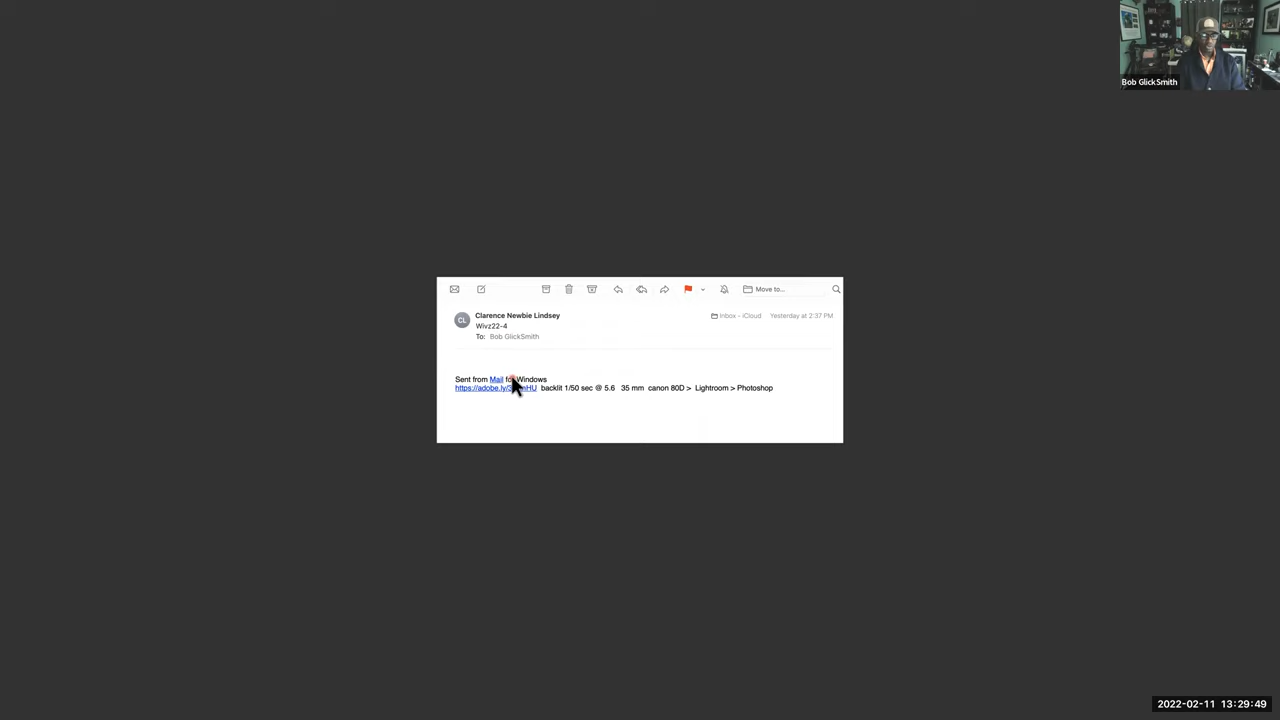 Bob GlickSmith
Move to...
Clarence Newbie Lindsey
Inbox - iCloud
Yesterday at 2:37 PM
CL
Wivz22-4
To: Bob GlickSmith
Sent from Mail for Windows
backlit 1/50 sec @ 5.6 35 mm canon 80D > Lightroom > Photoshop
2022-02-11 13:29:49